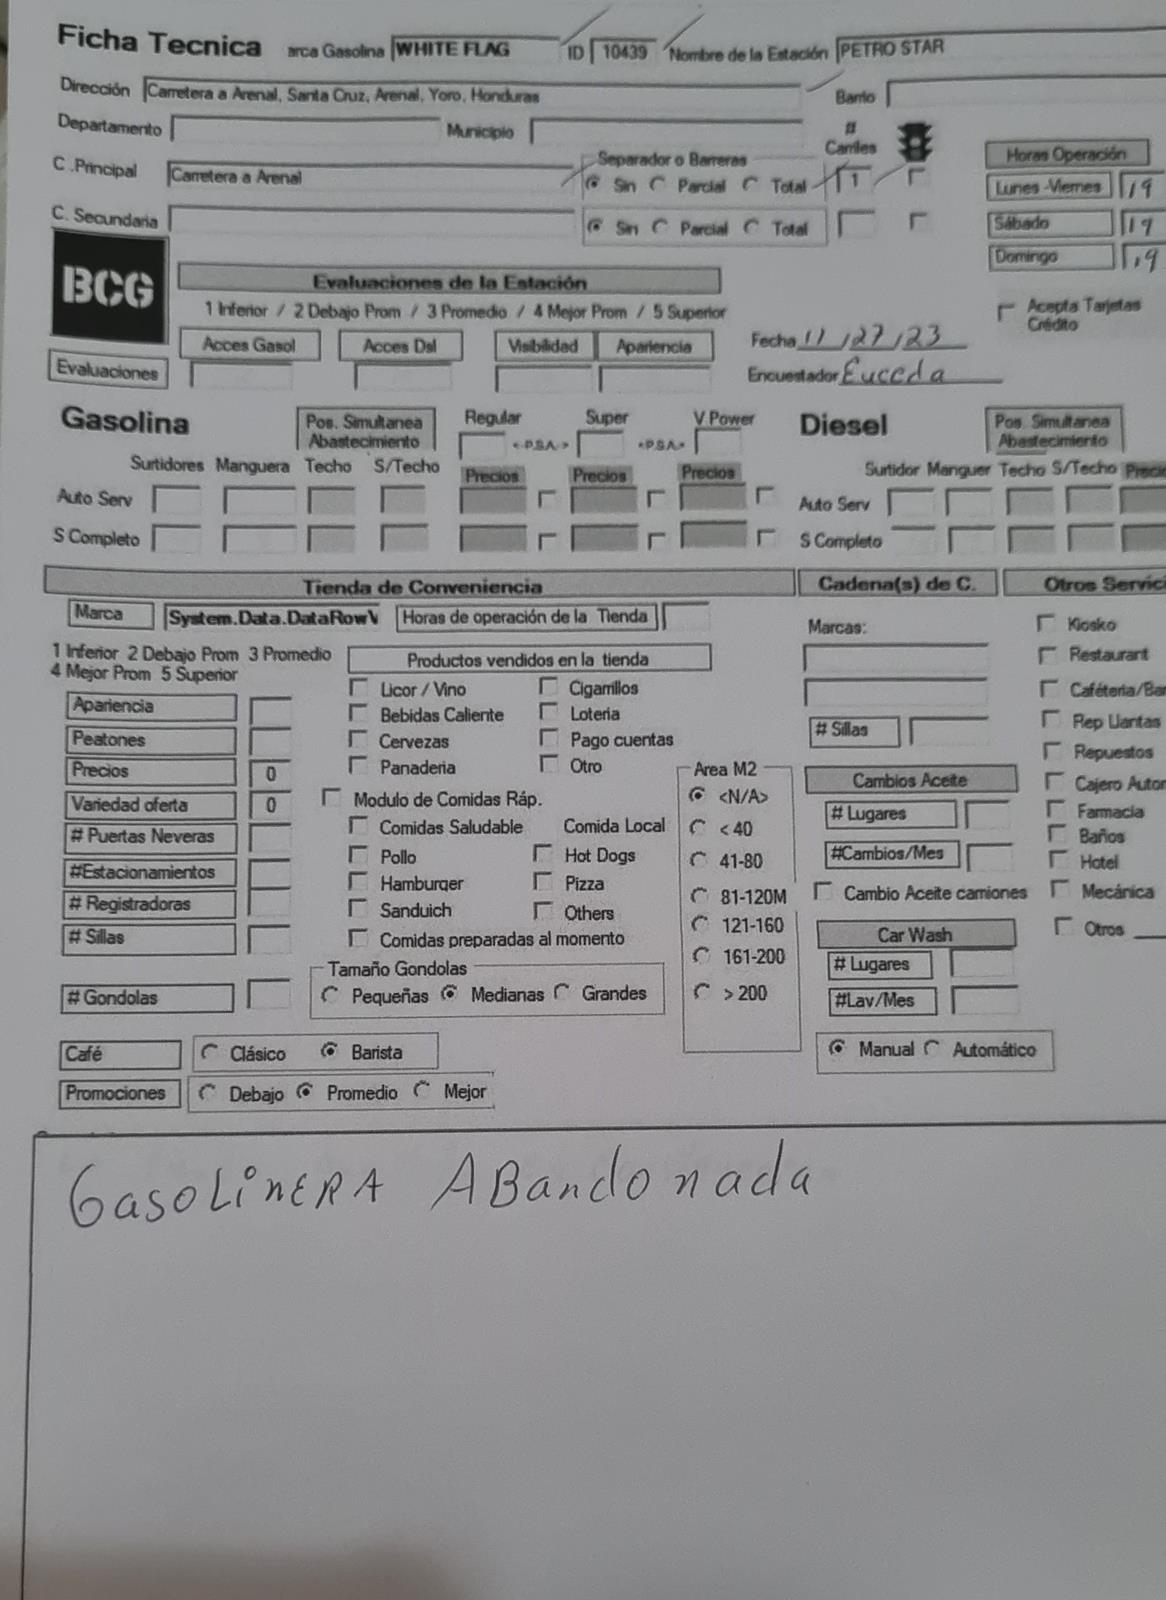 Ficha Tecnica arca Gasolina WHITE FLAG ID 10439 Nombre de la Estación PETRO STAR
Dirección Carretera a Arenal, Santa Cruz, Arenal, Yoro, Honduras Barrio
Departamento Municipio # Carriles
C .Principal Carretera a Arenal Separador o Barreras Sin Parcial Total 1 Horas Operación
Lunes -Viernes 19
C. Secundaria Sin Parcial Total Sábado 19
Domingo 19
BCG
Evaluaciones de la Estación
1 Inferior / 2 Debajo Prom / 3 Promedio / 4 Mejor Prom / 5 Superior Acepta Tarjetas Crédito
Acces Gasol Acces Dsl Visibilidad Apariencia Fecha 11/27/23
Evaluaciones Encuestador Euceda
Gasolina Pos. Simultanea Abastecimiento Regular <-P.S.A.-> Super <P.S.A.> V Power Diesel Pos. Simultanea Abastecimiento
Surtidores Manguera Techo S/Techo Precios Precios Precios Surtidor Manguer Techo S/Techo Preci
Auto Serv Auto Serv
S Completo S Completo
Tienda de Conveniencia Cadena(s) de C. Otros Servici
Marca System.Data.DataRowV Horas de operación de la Tienda Marcas: Kiosko
1 Inferior 2 Debajo Prom 3 Promedio Productos vendidos en la tienda Restaurant
4 Mejor Prom 5 Superior Licor / Vino Cigarrillos Caféteria/Bar
Apariencia Bebidas Caliente Loteria # Sillas Rep Llantas
Peatones Cervezas Pago cuentas Repuestos
Precios 0 Panaderia Otro Area M2 Cambios Aceite Cajero Autor
Variedad oferta 0 Modulo de Comidas Ráp. <N/A> # Lugares Farmacia
# Puertas Neveras Comidas Saludable Comida Local < 40 Baños
#Estacionamientos Pollo Hot Dogs 41-80 #Cambios/Mes Hotel
# Registradoras Hamburger Pizza 81-120M Cambio Aceite camiones Mecánica
# Sillas Sanduich Others 121-160 Car Wash Otros
Comidas preparadas al momento 161-200 # Lugares
Tamaño Gondolas
# Gondolas Pequeñas Medianas Grandes > 200 #Lav/Mes
Café Clásico Barista Manual Automático
Promociones Debajo Promedio Mejor
GASOLiNERA ABandonada